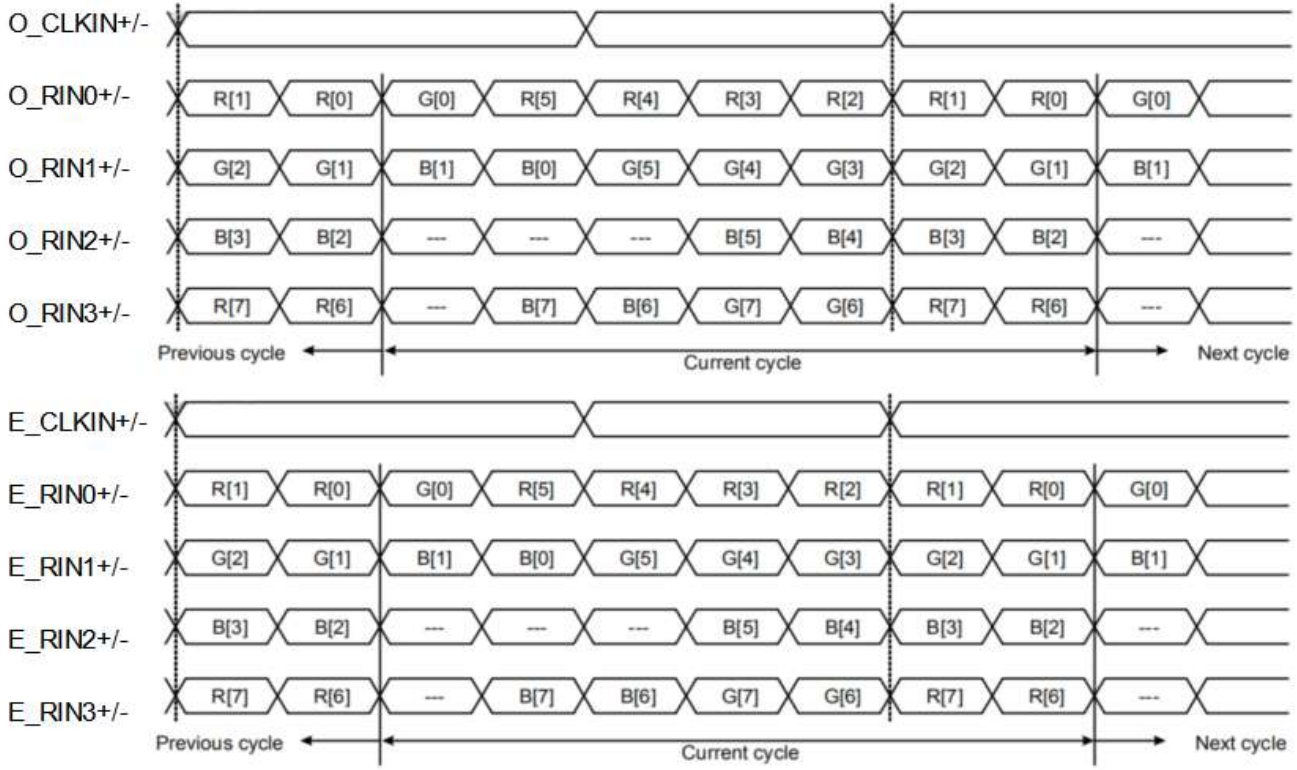 O_CLKIN+/-
O_RIN0+/- R[1] R[0] G[0] R[5] R[4] R[3] R[2] R[1] R[0] G[0]
O_RIN1+/- G[2] G[1] B[1] B[0] G[5] G[4] G[3] G[2] G[1] B[1]
O_RIN2+/- B[3] B[2] --- --- --- B[5] B[4] B[3] B[2] ---
O_RIN3+/- R[7] R[6] --- B[7] B[6] G[7] G[6] R[7] R[6] ---
Previous cycle Current cycle Next cycle
E_CLKIN+/-
E_RIN0+/- R[1] R[0] G[0] R[5] R[4] R[3] R[2] R[1] R[0] G[0]
E_RIN1+/- G[2] G[1] B[1] B[0] G[5] G[4] G[3] G[2] G[1] B[1]
E_RIN2+/- B[3] B[2] --- --- --- B[5] B[4] B[3] B[2] ---
E_RIN3+/- R[7] R[6] --- B[7] B[6] G[7] G[6] R[7] R[6] ---
Previous cycle Current cycle Next cycle